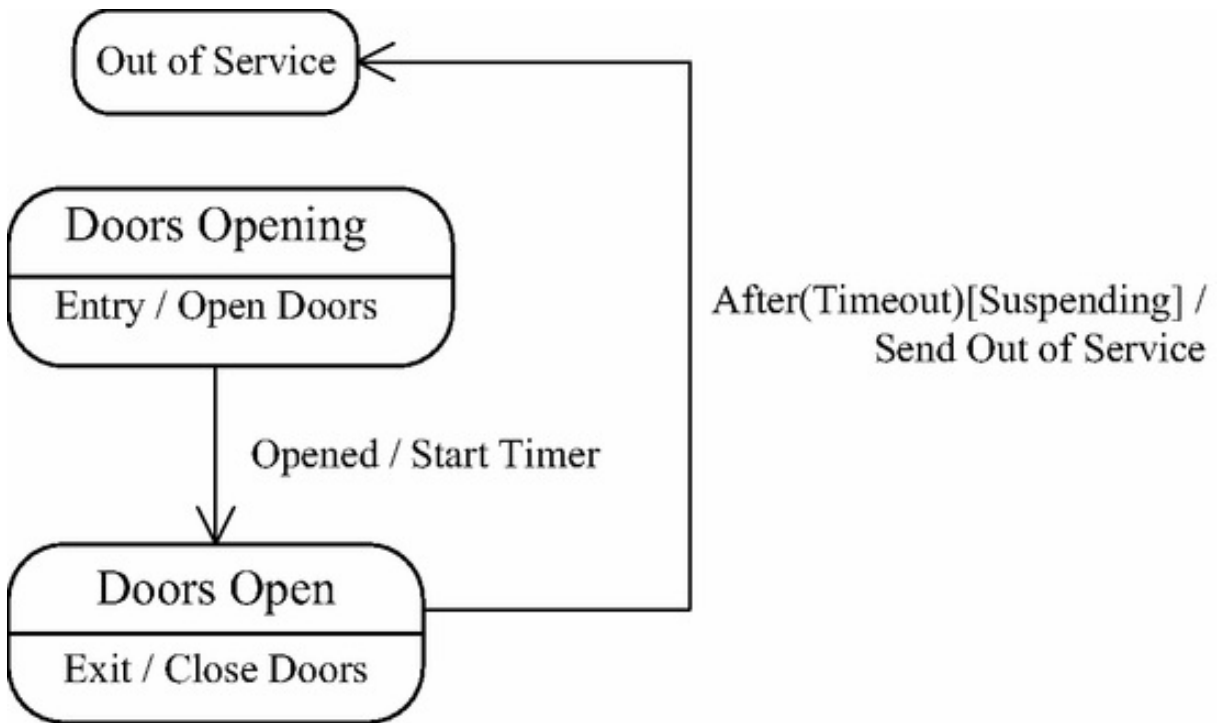 Out of Service
Doors Opening
Entry / Open Doors
After(Timeout)[Suspending] /
Send Out of Service
Opened / Start Timer
Doors Open
Exit / Close Doors